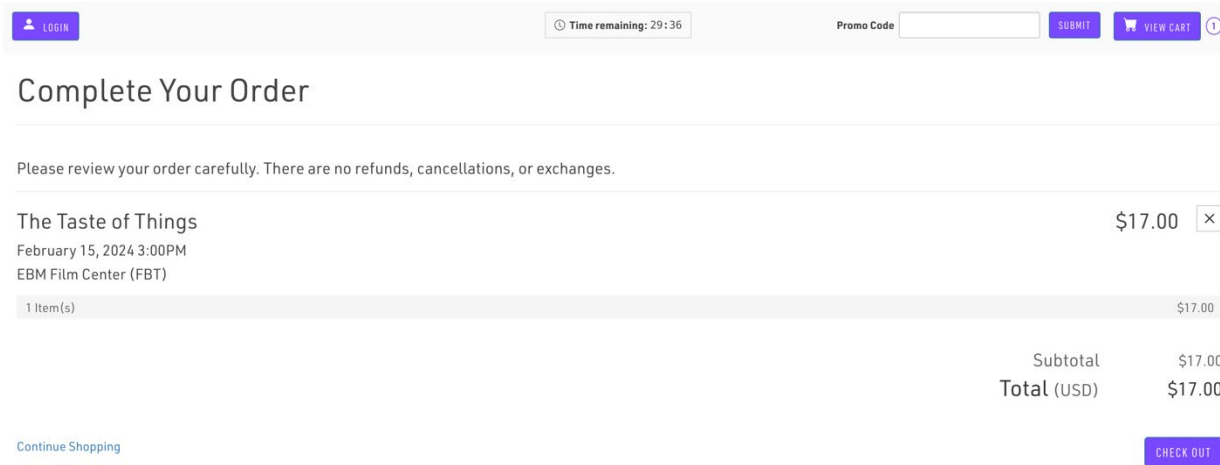 LOGIN
Time remaining: 29:36
Promo Code
SUBMIT
VIEW CART
1
Complete Your Order
Please review your order carefully. There are no refunds, cancellations, or exchanges.
The Taste of Things
$17.00
February 15, 2024 3:00PM
EBM Film Center (FBT)
1 Item(s)
$17.00
Subtotal
$17.00
Total (USD)
$17.00
Continue Shopping
CHECK OUT